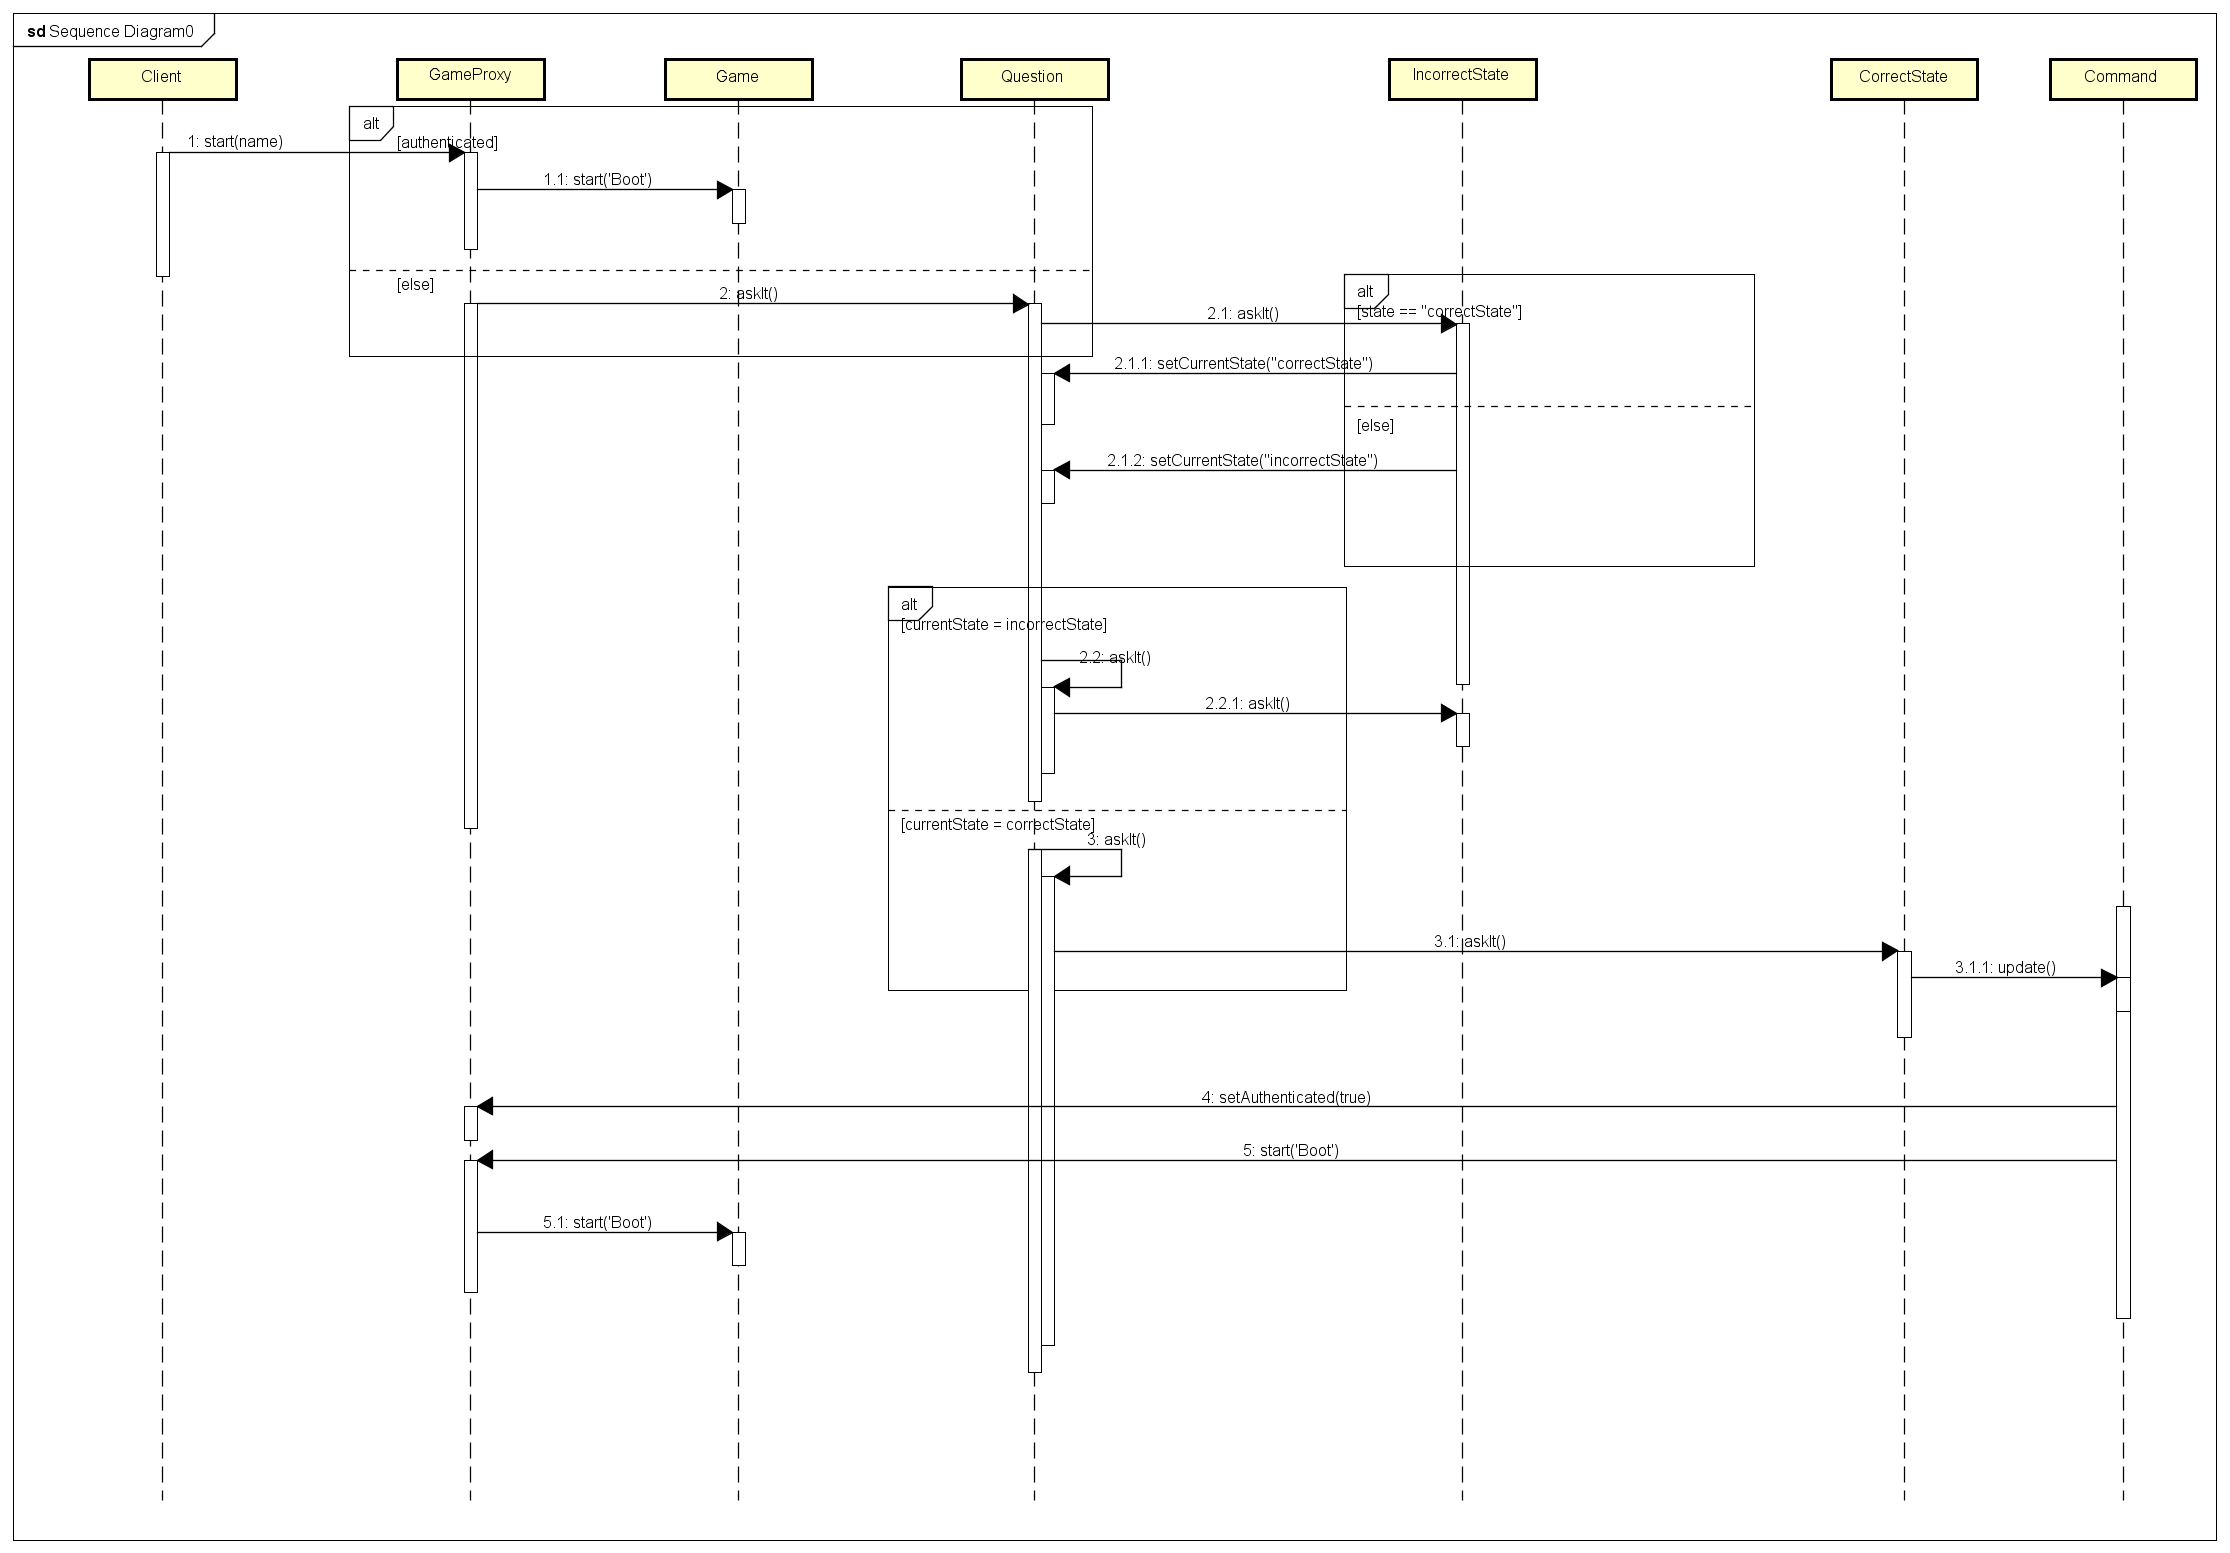 sd Sequence Diagram0
Client
GameProxy
Game
Question
IncorrectState
CorrectState
Command
alt
1: start(name)
[authenticated]
1.1: start('Boot')
[else]
2: askIt()
alt
[state == "correctState"]
2.1: askIt()
2.1.1: setCurrentState("correctState")
[else]
2.1.2: setCurrentState("incorrectState")
alt
[currentState = incorrectState]
2.2: askIt()
2.2.1: askIt()
[currentState = correctState]
3: askIt()
3.1: askIt()
3.1.1: update()
4: setAuthenticated(true)
5: start('Boot')
5.1: start('Boot')